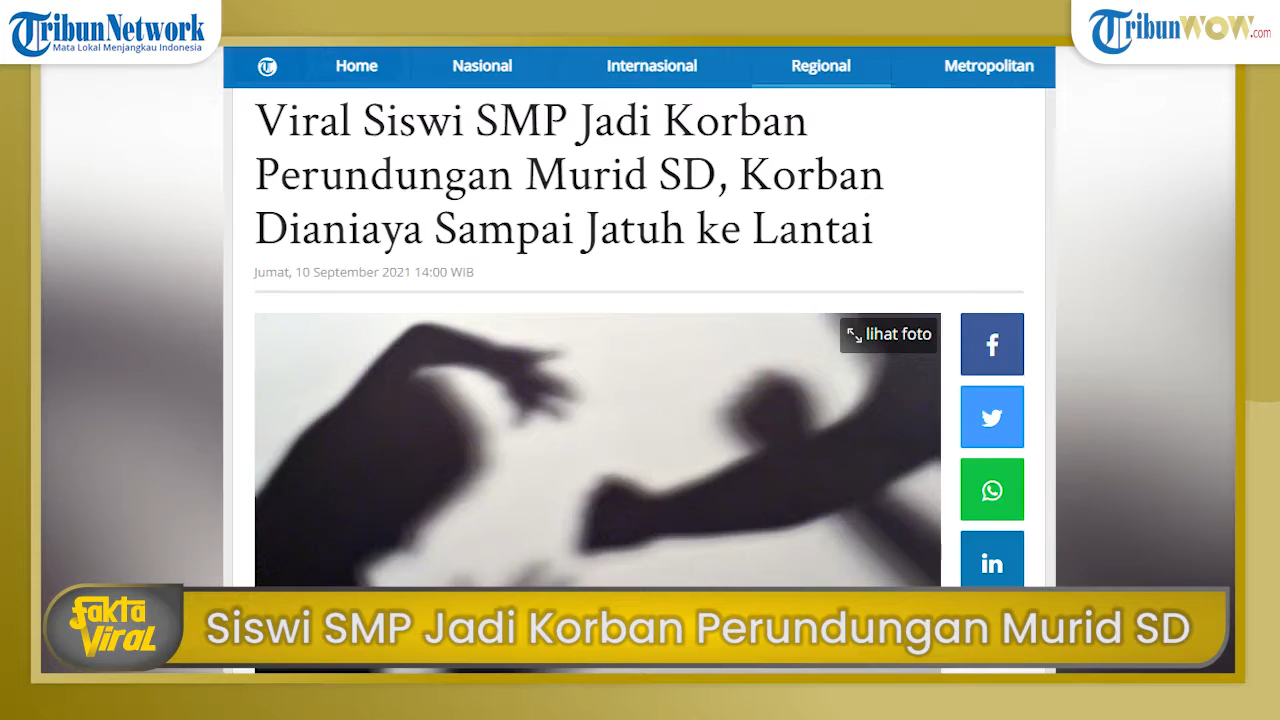 TribunNetwork
Mata Lokal Menjangkau Indonesia
TribunWOW.com
Home Nasional Internasional Regional Metropolitan
Viral Siswi SMP Jadi Korban
Perundungan Murid SD, Korban
Dianiaya Sampai Jatuh ke Lantai
Jumat, 10 September 2021 14:00 WIB
lihat foto
fakta
Viral
Siswi SMP Jadi Korban Perundungan Murid SD